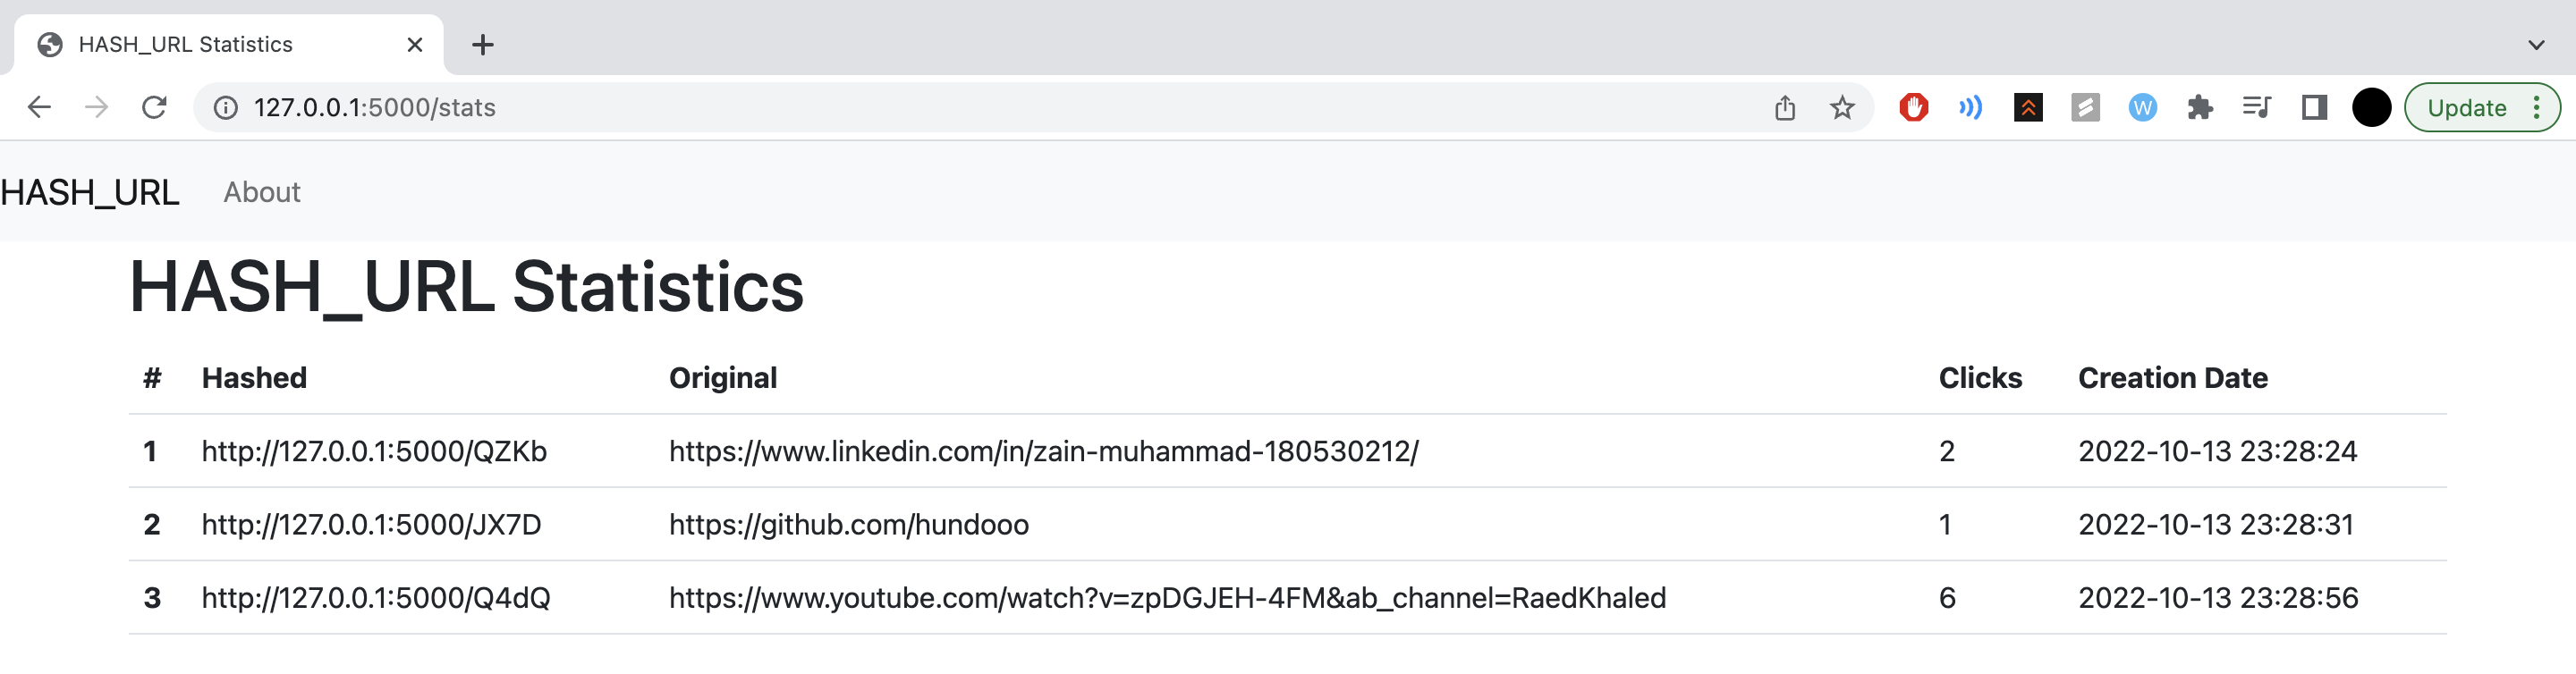 HASH_URL Statistics
127.0.0.1:5000/stats
W
Update
HASH_URL About
HASH_URL Statistics
# Hashed Original Clicks Creation Date
1 http://127.0.0.1:5000/QZKb https://www.linkedin.com/in/zain-muhammad-180530212/ 2 2022-10-13 23:28:24
2 http://127.0.0.1:5000/JX7D https://github.com/hundooo 1 2022-10-13 23:28:31
3 http://127.0.0.1:5000/Q4dQ https://www.youtube.com/watch?v=zpDGJEH-4FM&ab_channel=RaedKhaled 6 2022-10-13 23:28:56